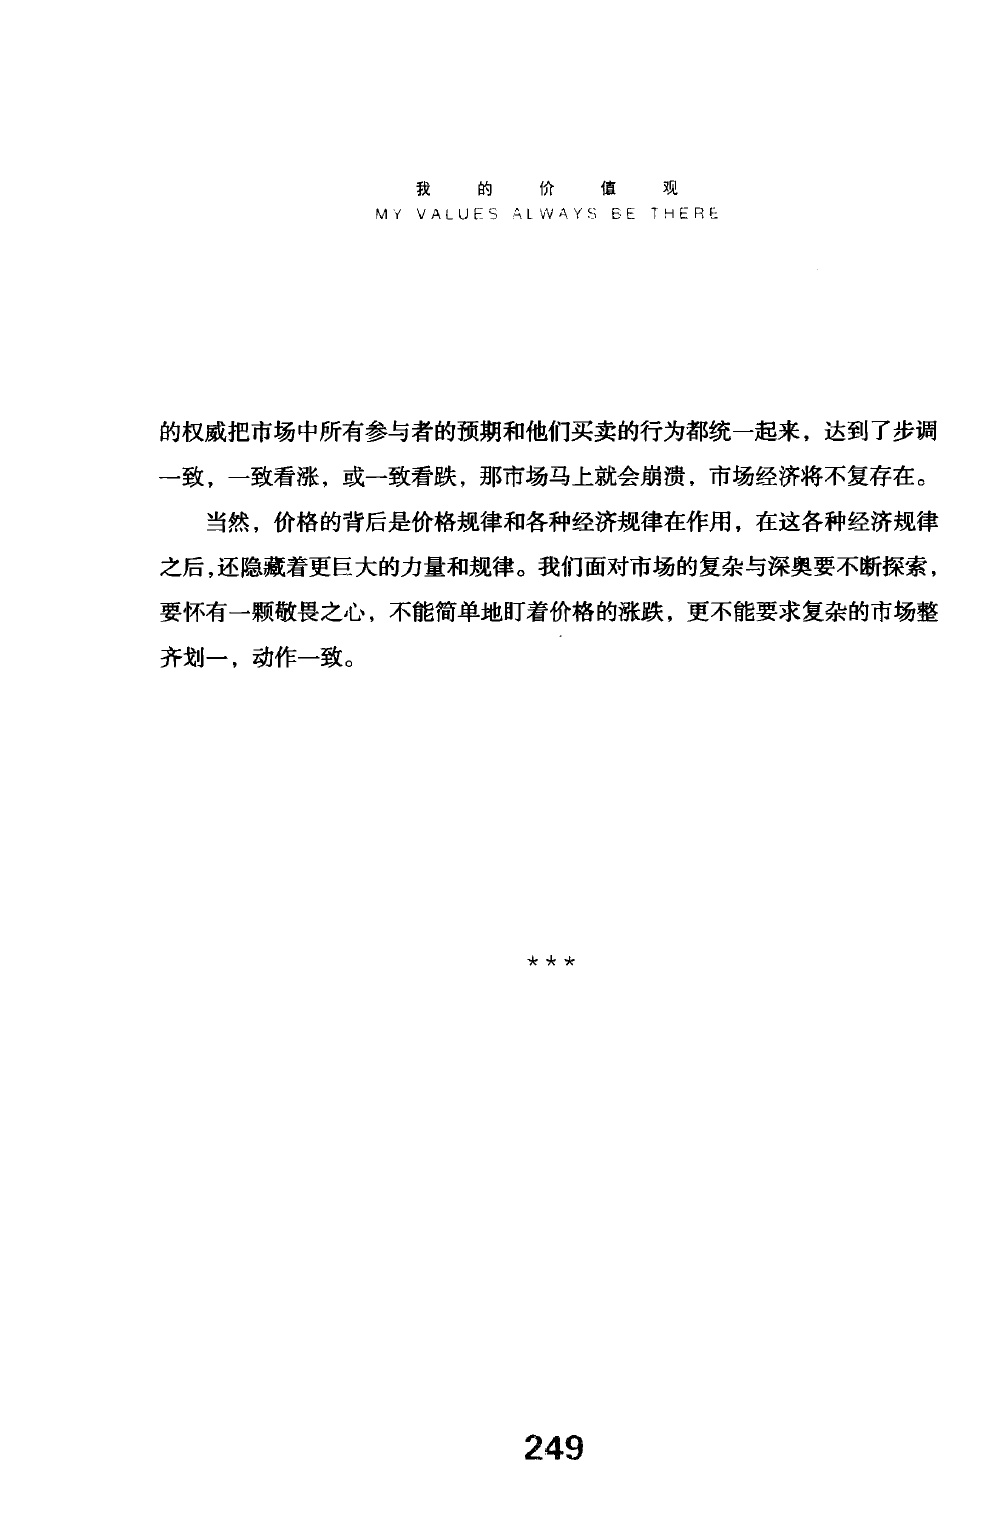 我的价值观
MY VALUES ALWAYS BE THERE
的权威把市场中所有参与者的预期和他们买卖的行为都统一起来，达到了步调
一致，一致看涨，或一致看跌，那市场马上就会崩溃，市场经济将不复存在。
当然，价格的背后是价格规律和各种经济规律在作用，在这各种经济规律
之后，还隐藏着更巨大的力量和规律。我们面对市场的复杂与深奥要不断探索，
要怀有一颗敬畏之心，不能简单地盯着价格的涨跌，更不能要求复杂的市场整
齐划一，动作一致。
***
249